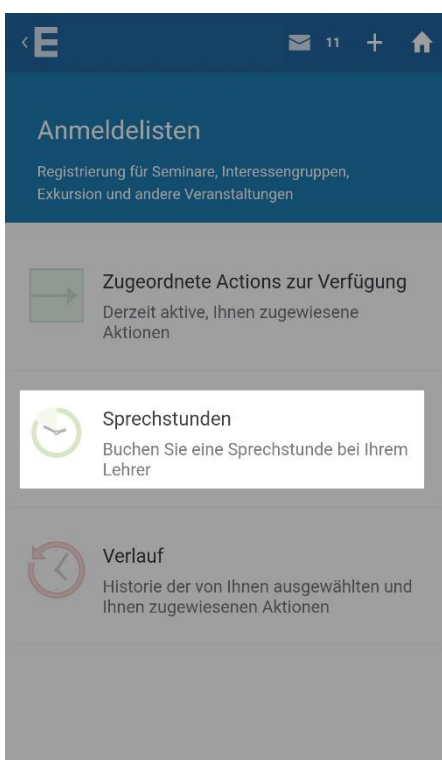 E 11
Anmeldelisten
Registrierung für Seminare, Interessengruppen,
Exkursion und andere Veranstaltungen
Zugeordnete Actions zur Verfügung
Derzeit aktive, Ihnen zugewiesene
Aktionen
Sprechstunden
Buchen Sie eine Sprechstunde bei Ihrem
Lehrer
Verlauf
Historie der von Ihnen ausgewählten und
Ihnen zugewiesenen Aktionen